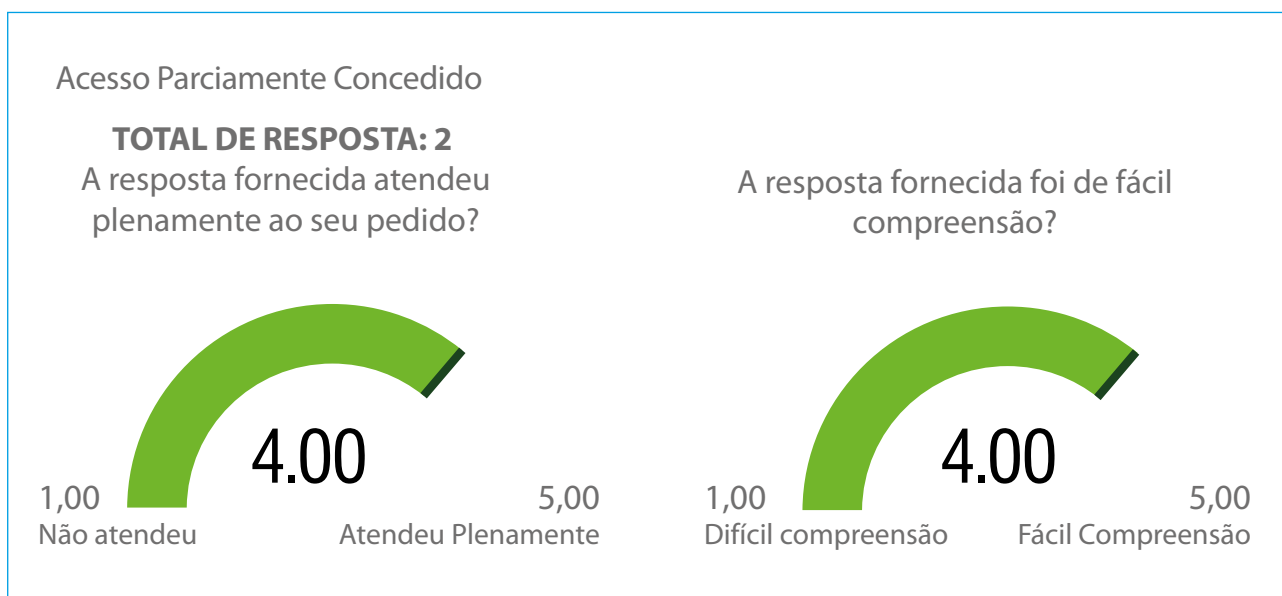 Acesso Parciamente Concedido
TOTAL DE RESPOSTA: 2
A resposta fornecida atendeu
plenamente ao seu pedido?
4.00
1,00
5,00
Não atendeu
Atendeu Plenamente
A resposta fornecida foi de fácil
compreensão?
4.00
1,00
5,00
Difícil compreensão
Fácil Compreensão